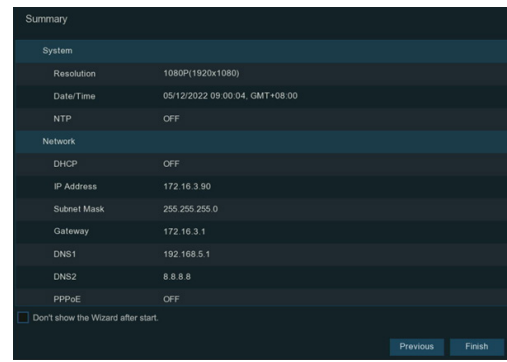 Summary
System
Resolution 1080P(1920x1080)
Date/Time 05/12/2022 09:00:04, GMT+08:00
NTP OFF
Network
DHCP OFF
IP Address 172.16.3.90
Subnet Mask 255.255.255.0
Gateway 172.16.3.1
DNS1 192.168.5.1
DNS2 8.8.8.8
PPPoE OFF
Don't show the Wizard after start.
Previous Finish